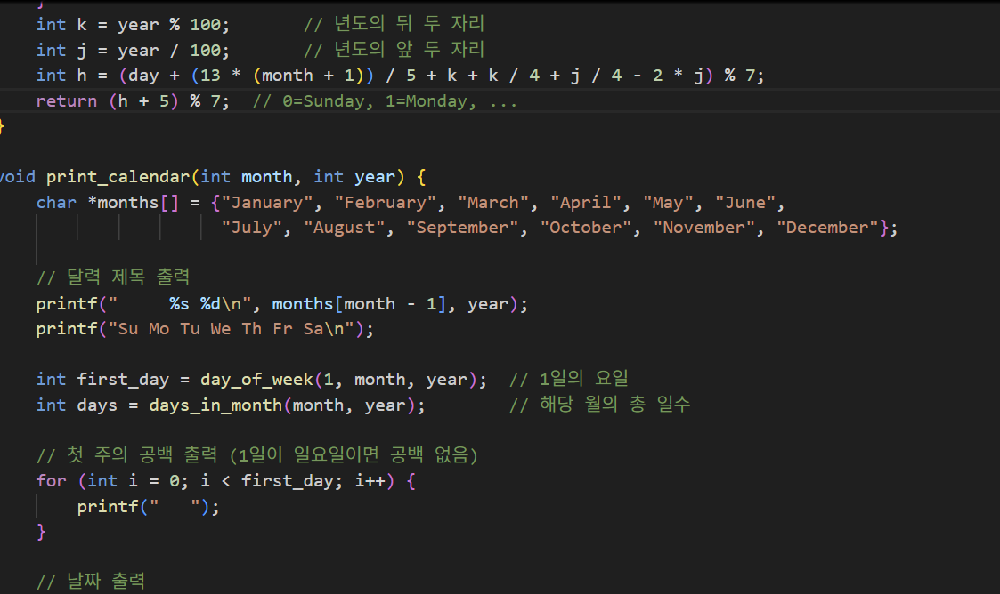 }
int k = year % 100;       // 년도의 뒤 두 자리
int j = year / 100;       // 년도의 앞 두 자리
int h = (day + (13 * (month + 1)) / 5 + k + k / 4 + j / 4 - 2 * j) % 7;
return (h + 5) % 7;  // 0=Sunday, 1=Monday, ...
}
void print_calendar(int month, int year) {
char *months[] = {"January", "February", "March", "April", "May", "June",
"July", "August", "September", "October", "November", "December"};
// 달력 제목 출력
printf("     %s %d\n", months[month - 1], year);
printf("Su Mo Tu We Th Fr Sa\n");
int first_day = day_of_week(1, month, year);  // 1일의 요일
int days = days_in_month(month, year);        // 해당 월의 총 일수
// 첫 주의 공백 출력 (1일이 일요일이면 공백 없음)
for (int i = 0; i < first_day; i++) {
printf("   ");
}
// 날짜 출력